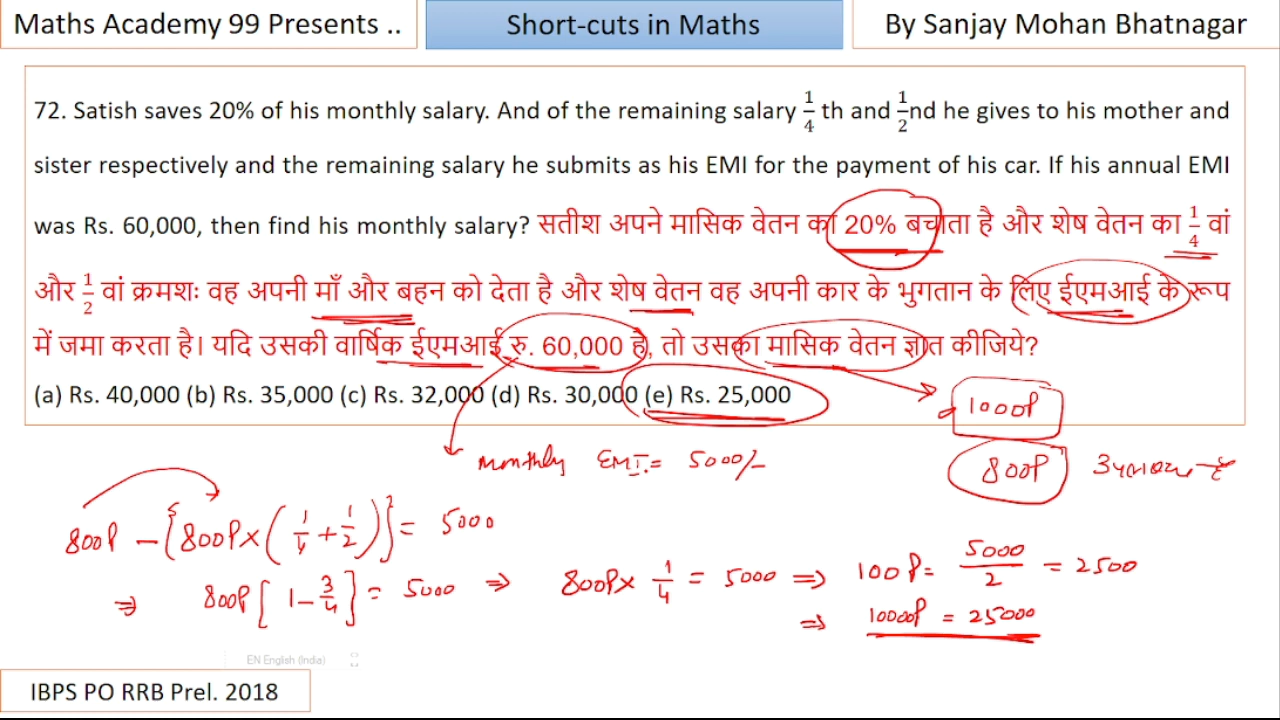 Maths Academy 99 Presents ..
Short-cuts in Maths
By Sanjay Mohan Bhatnagar
72. Satish saves 20% of his monthly salary. And of the remaining salary 1/4 th and 1/2nd he gives to his mother and
sister respectively and the remaining salary he submits as his EMI for the payment of his car. If his annual EMI
was Rs. 60,000, then find his monthly salary? सतीश अपने मासिक वेतन का 20% बचाता है और शेष वेतन का 1/4 वां
और 1/2 वां क्रमशः वह अपनी माँ और बहन को देता है और शेष वेतन वह अपनी कार के भुगतान के लिए ईएमआई के रूप
में जमा करता है। यदि उसकी वार्षिक ईएमआई रु. 60,000 है, तो उसका मासिक वेतन ज्ञात कीजिये?
(a) Rs. 40,000 (b) Rs. 35,000 (c) Rs. 32,000 (d) Rs. 30,000 (e) Rs. 25,000
1000P
monthly EMI = 5000/-
800P
800P - {800P × (1/4 + 1/2)} = 5000
⇒ 800P [1 - 3/4] = 5000 ⇒ 800P × 1/4 = 5000 ⇒ 100P = 5000/2 = 2500
⇒ 10000P = 25000
EN English (India)
IBPS PO RRB Prel. 2018